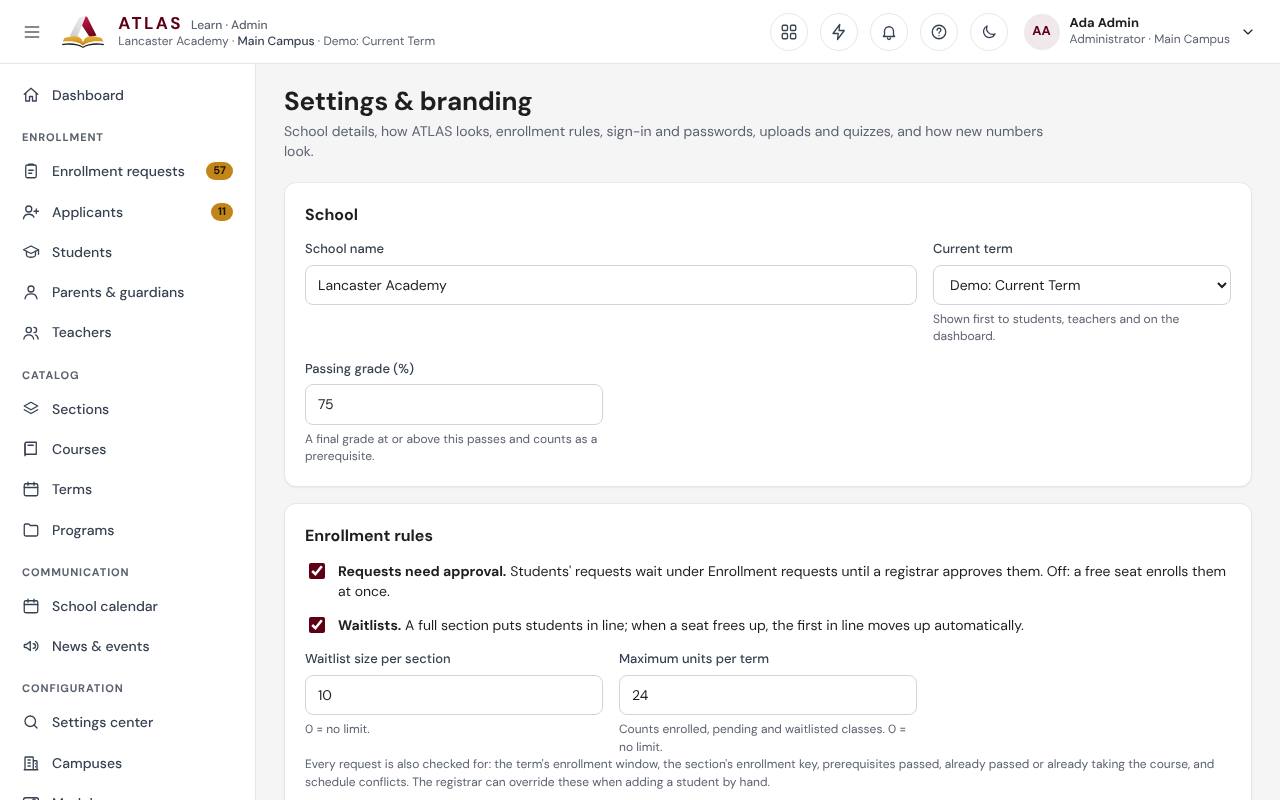 ATLAS Learn · Admin
Lancaster Academy · Main Campus · Demo: Current Term
AA
Ada Admin
Administrator · Main Campus
Dashboard
ENROLLMENT
Enrollment requests 57
Applicants 11
Students
Parents & guardians
Teachers
CATALOG
Sections
Courses
Terms
Programs
COMMUNICATION
School calendar
News & events
CONFIGURATION
Settings center
Campuses
Settings & branding
School details, how ATLAS looks, enrollment rules, sign-in and passwords, uploads and quizzes, and how new numbers
look.
School
School name
Lancaster Academy
Current term
Demo: Current Term
Shown first to students, teachers and on the
dashboard.
Passing grade (%)
75
A final grade at or above this passes and counts as a
prerequisite.
Enrollment rules
Requests need approval. Students' requests wait under Enrollment requests until a registrar approves them. Off: a free seat enrolls them
at once.
Waitlists. A full section puts students in line; when a seat frees up, the first in line moves up automatically.
Waitlist size per section
10
0 = no limit.
Maximum units per term
24
Counts enrolled, pending and waitlisted classes. 0 =
no limit.
Every request is also checked for: the term's enrollment window, the section's enrollment key, prerequisites passed, already passed or already taking the course, and
schedule conflicts. The registrar can override these when adding a student by hand.